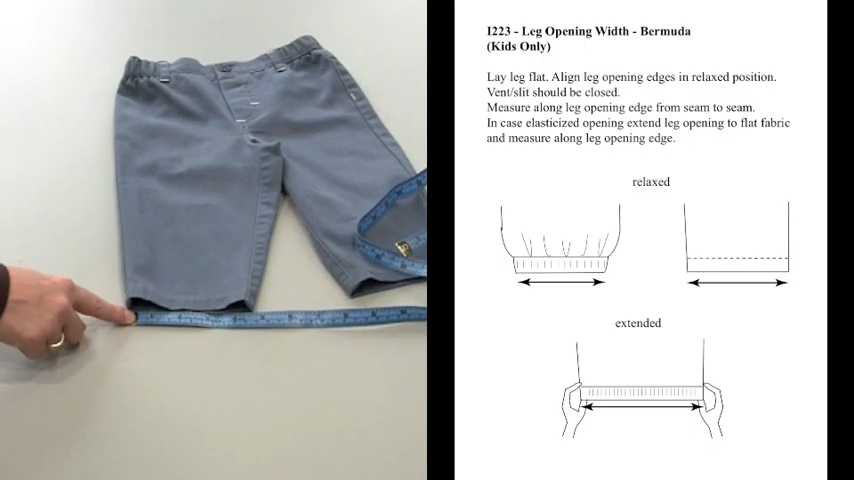 I223 - Leg Opening Width - Bermuda
(Kids Only)
Lay leg flat. Align leg opening edges in relaxed position.
Vent/slit should be closed.
Measure along leg opening edge from seam to seam.
In case elasticized opening extend leg opening to flat fabric
and measure along leg opening edge.
relaxed
extended